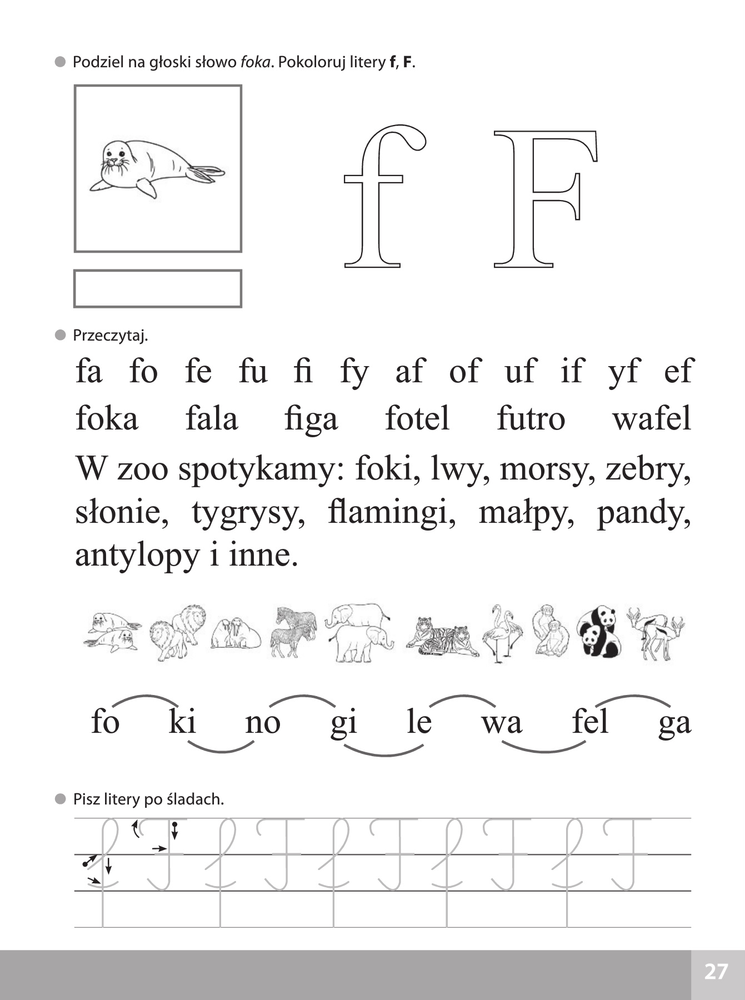 Podziel na głoski słowo foka. Pokoloruj litery f, F.
f F
Przeczytaj.
fa fo fe fu fi fy af of uf if yf ef
foka fala figa fotel futro wafel
W zoo spotykamy: foki, lwy, morsy, zebry,
słonie, tygrysy, flamingi, małpy, pandy,
antylopy i inne.
fo ki no gi le wa fel ga
Pisz litery po śladach.
f F f F f F f F f F
27